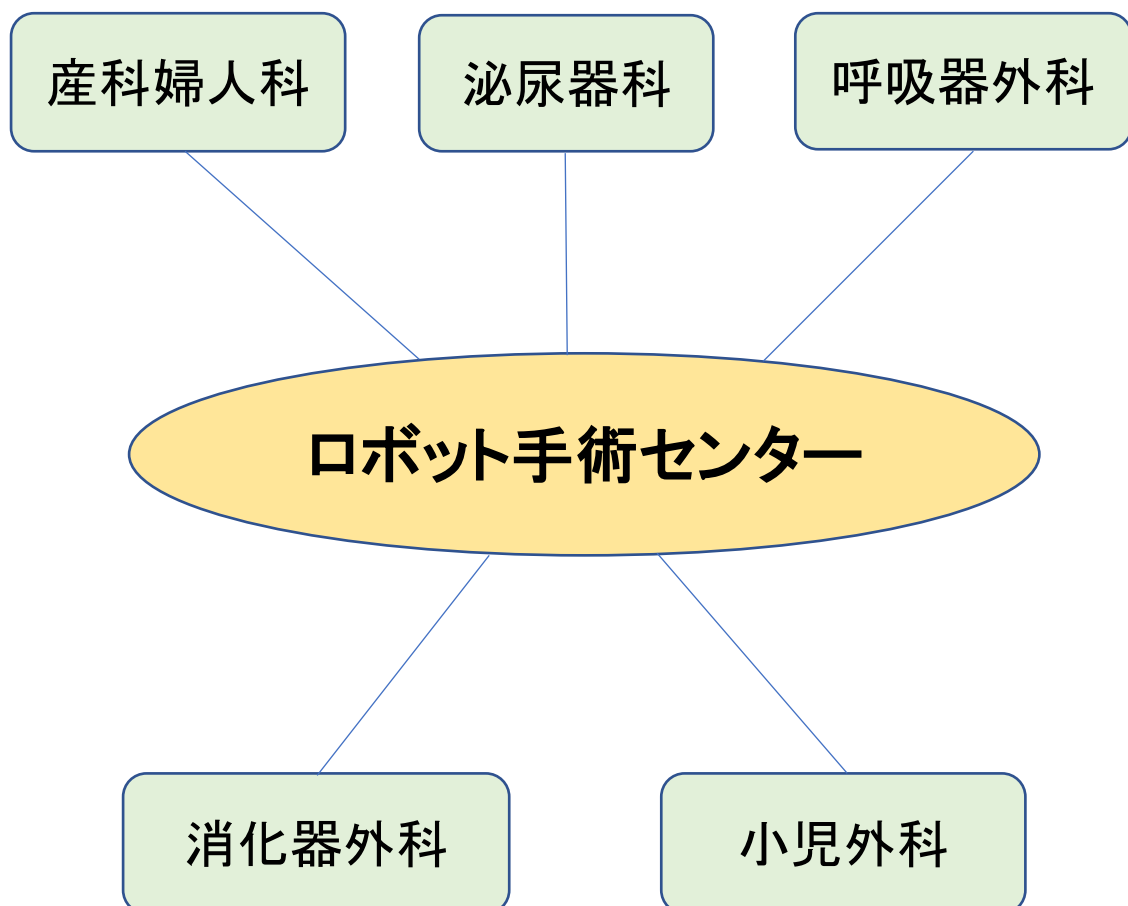 産科婦人科
泌尿器科
呼吸器外科
ロボット手術センター
消化器外科
小児外科